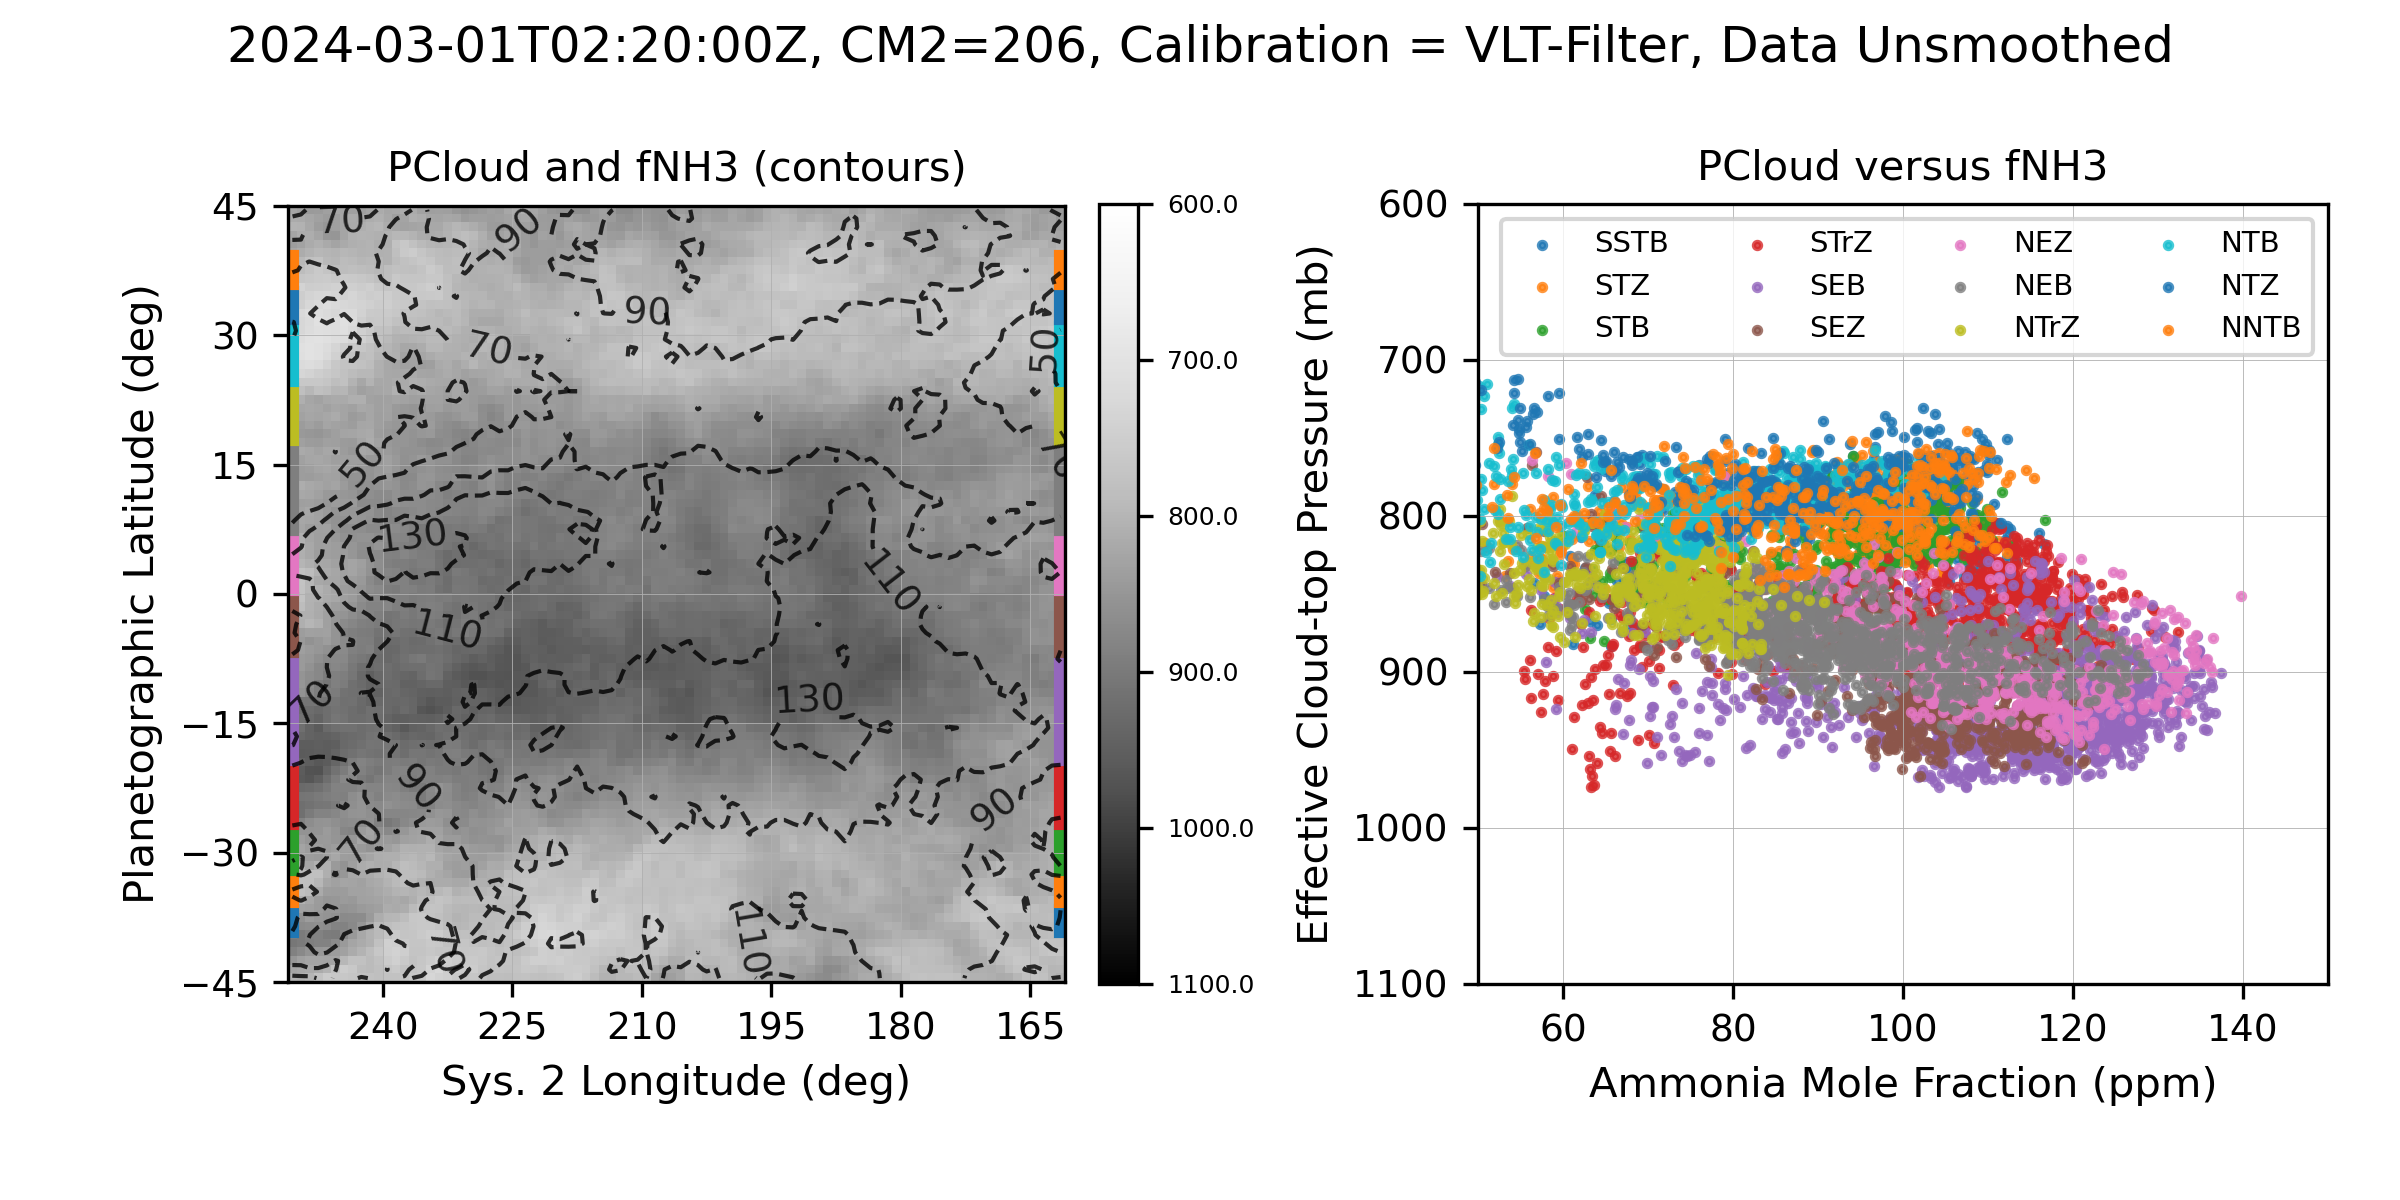 2024-03-01T02:20:00Z, CM2=206, Calibration = VLT-Filter, Data Unsmoothed
PCloud and fNH3 (contours)
Planetographic Latitude (deg)
45
30
15
0
−15
−30
−45
70
90
90
70
50
50
70
130
110
110
70
130
90
90
70
70
110
240
225
210
195
180
165
Sys. 2 Longitude (deg)
600.0
700.0
800.0
900.0
1000.0
1100.0
PCloud versus fNH3
Effective Cloud-top Pressure (mb)
600
700
800
900
1000
1100
SSTB
STZ
STB
STrZ
SEB
SEZ
NEZ
NEB
NTrZ
NTB
NTZ
NNTB
60
80
100
120
140
Ammonia Mole Fraction (ppm)